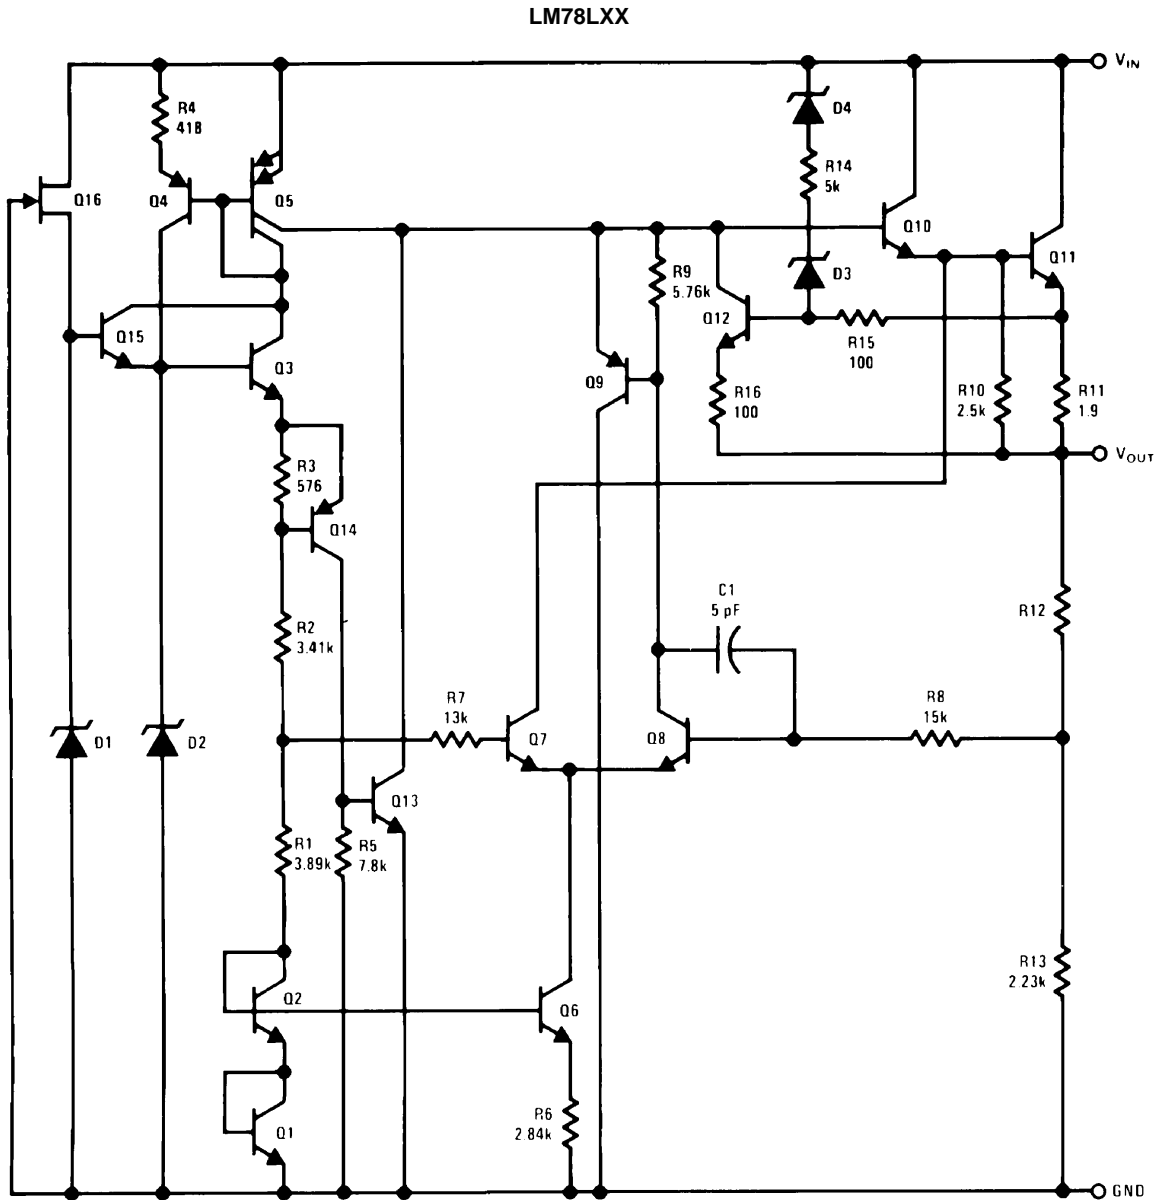 LM78LXX
VIN
R4
418
D4
R14
5k
Q16
Q4
Q5
Q10
Q11
R9
5.76k
D3
Q12
Q15
R15
100
Q3
Q9
R16
100
R10
2.5k
R11
1.9
VOUT
R3
576
Q14
C1
5 pF
R12
R2
3.41k
R7
13k
R8
15k
D1
D2
Q7
Q8
Q13
R1
3.89k
R5
7.8k
R13
2.23k
Q2
Q6
R6
2.84k
Q1
GND